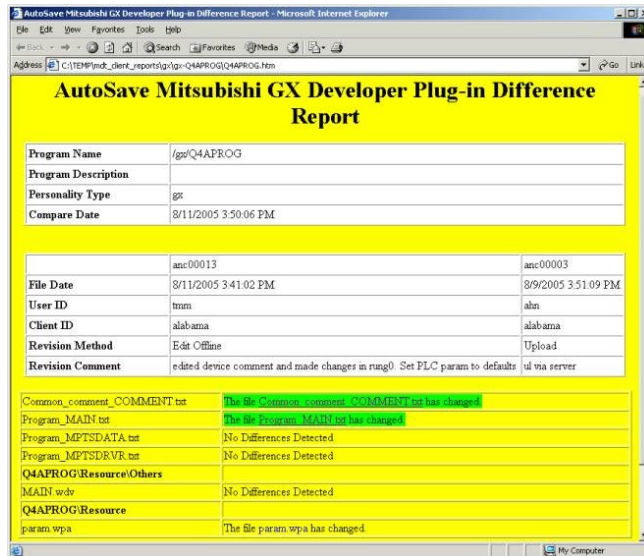 AutoSave Mitsubishi GX Developer Plug-in Difference Report - Microsoft Internet Explorer
File Edit View Favorites Tools Help
Back Search Favorites Media
Address C:\TEMP\mdt_client_reports\gx\gx-Q4APROG\Q4APROG.htm Go Link
AutoSave Mitsubishi GX Developer Plug-in Difference
Report
Program Name /gx/Q4APROG
Program Description
Personality Type gx
Compare Date 8/11/2005 3:50:06 PM
anc00013 anc00003
File Date 8/11/2005 3:41:02 PM 8/9/2005 3:51:09 PM
User ID tmm ahn
Client ID alabama alabama
Revision Method Edit Offline Upload
Revision Comment edited device comment and made changes in rung0. Set PLC param to defaults ul via server
Common_comment_COMMENT.txt The file Common_comment_COMMENT.txt has changed.
Program_MAIN.txt The file Program_MAIN.txt has changed.
Program_MPTSDATA.txt No Differences Detected
Program_MPTSDRVR.txt No Differences Detected
Q4APROG\Resource\Others
MAIN.wdv No Differences Detected
Q4APROG\Resource
param.wpa The file param.wpa has changed.
My Computer